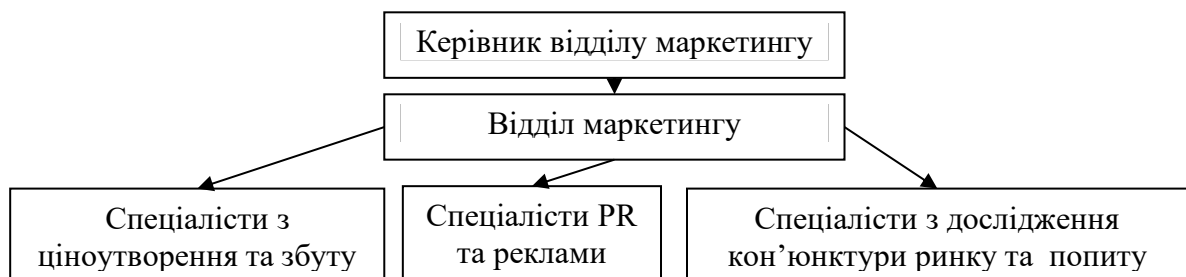 Керівник відділу маркетингу
Відділ маркетингу
Спеціалісти з
ціноутворення та збуту
Спеціалісти PR
та реклами
Спеціалісти з дослідження
кон’юнктури ринку та попиту